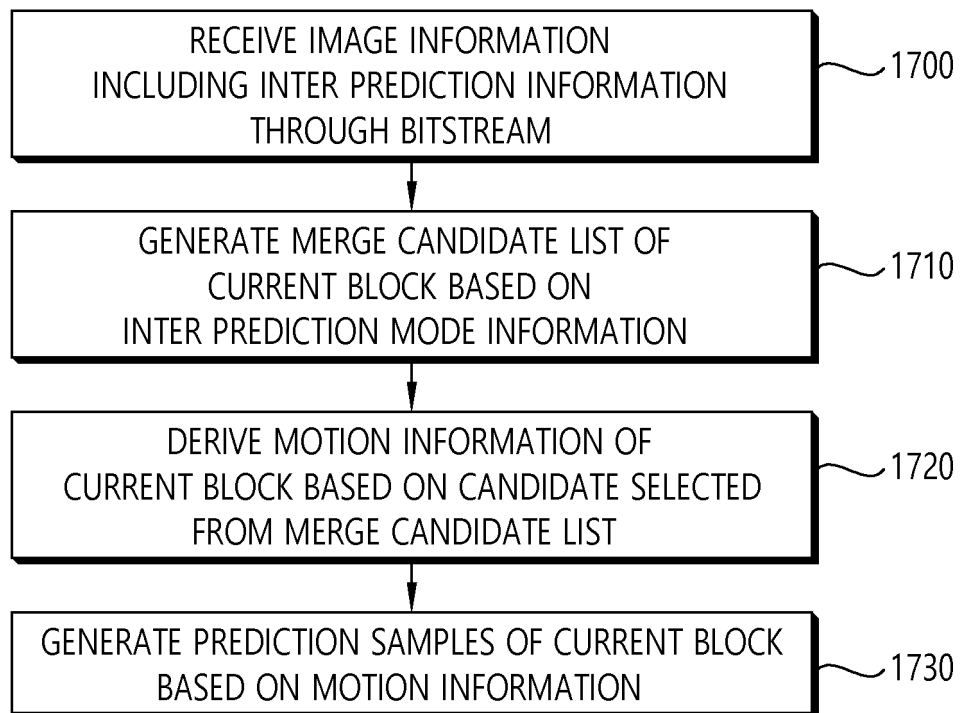 RECEIVE IMAGE INFORMATION
INCLUDING INTER PREDICTION INFORMATION
THROUGH BITSTREAM
1700
GENERATE MERGE CANDIDATE LIST OF
CURRENT BLOCK BASED ON
INTER PREDICTION MODE INFORMATION
1710
DERIVE MOTION INFORMATION OF
CURRENT BLOCK BASED ON CANDIDATE SELECTED
FROM MERGE CANDIDATE LIST
1720
GENERATE PREDICTION SAMPLES OF CURRENT BLOCK
BASED ON MOTION INFORMATION
1730